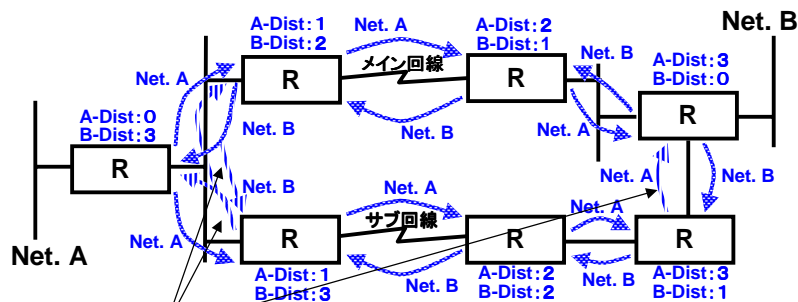 Net. B
A-Dist:1
B-Dist:2
Net. A
A-Dist:2
B-Dist:1
Net. B
A-Dist:3
B-Dist:0
メイン回線
Net. A
R
R
A-Dist:0
B-Dist:3
Net. B
Net. B
Net. A
R
R
Net. B
Net. A
Net. A
Net. B
サブ回線
Net. A
Net. A
R
R
R
Net. A
Net. B
Net. B
A-Dist:1
B-Dist:3
A-Dist:2
B-Dist:2
A-Dist:3
B-Dist:1